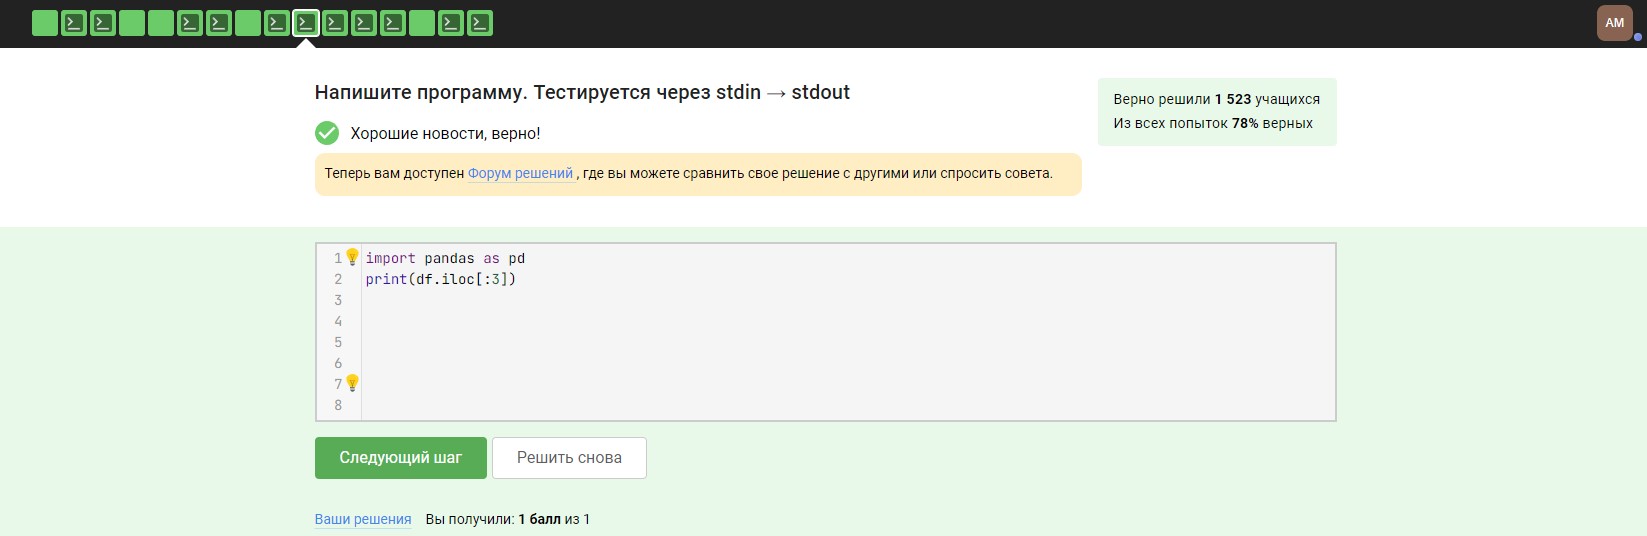 AM
Напишите программу. Тестируется через stdin → stdout
Верно решили 1 523 учащихся
Из всех попыток 78% верных
Хорошие новости, верно!
Теперь вам доступен Форум решений , где вы можете сравнить свое решение с другими или спросить совета.
1 import pandas as pd
2 print(df.iloc[:3])
3
4
5
6
7
8
Следующий шаг Решить снова
Ваши решения Вы получили: 1 балл из 1